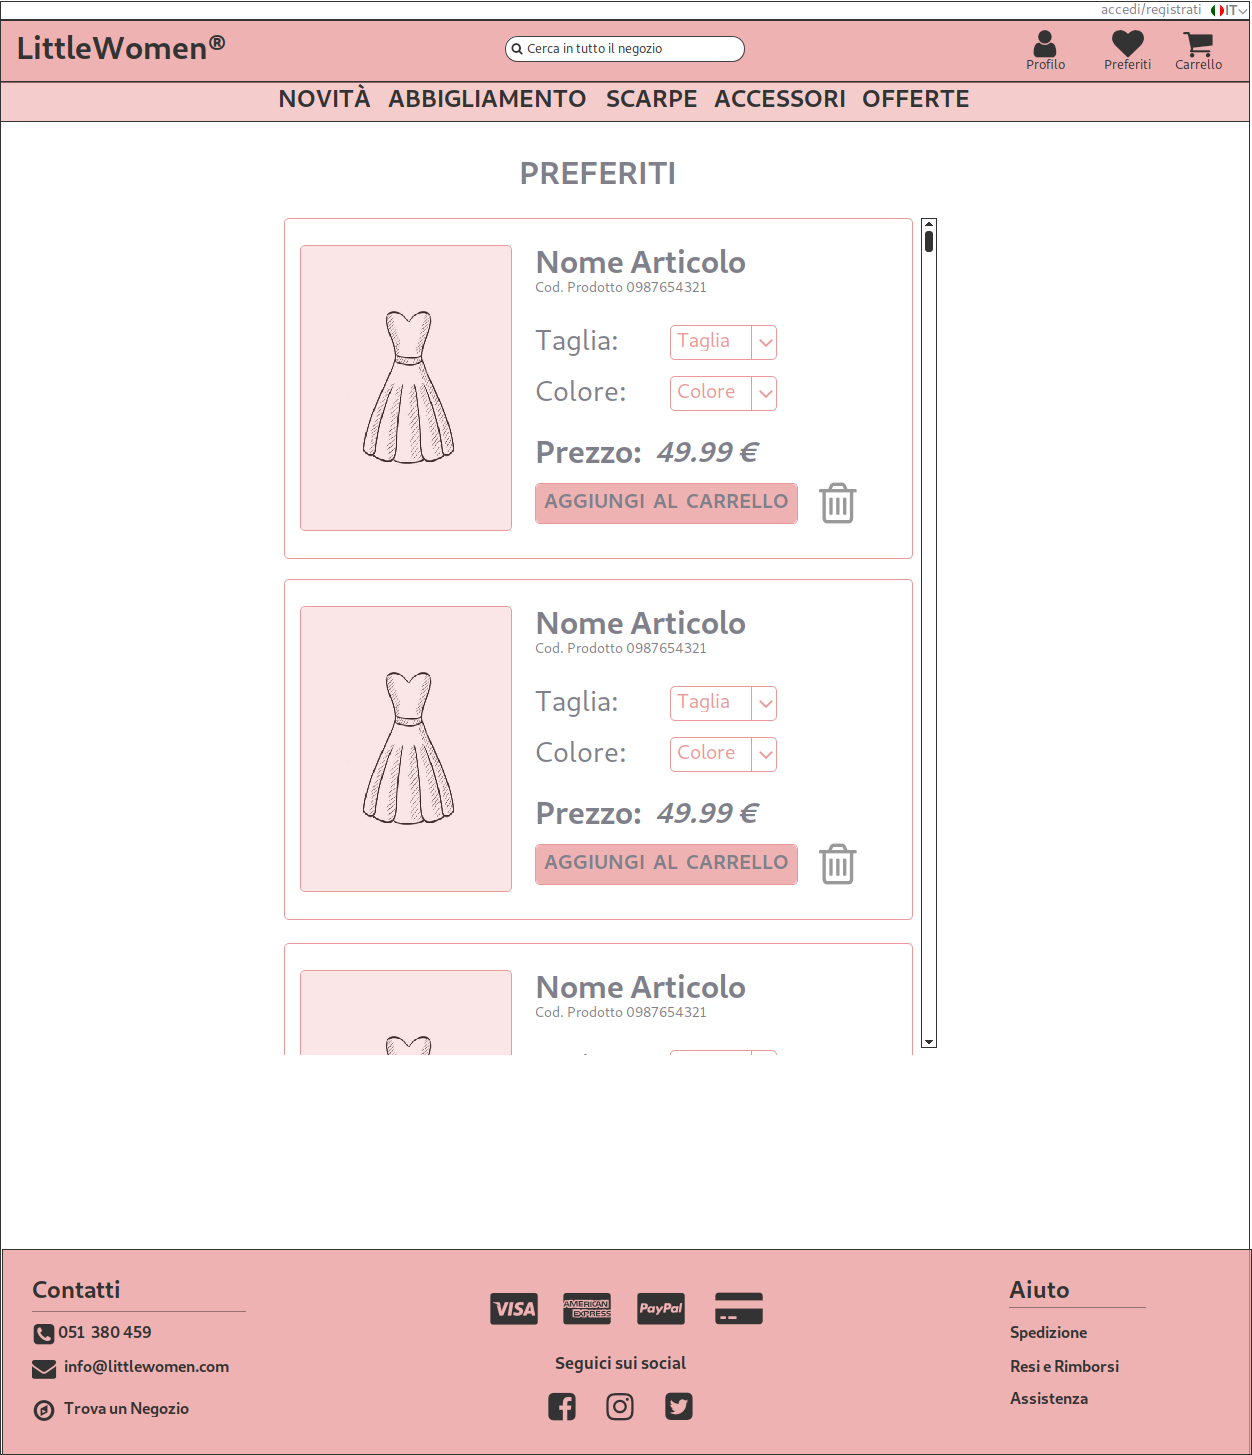 accedi/registrati IT
LittleWomen®
Cerca in tutto il negozio
Profilo Preferiti Carrello
NOVITÀ ABBIGLIAMENTO SCARPE ACCESSORI OFFERTE
PREFERITI
Nome Articolo
Cod. Prodotto 0987654321
Taglia: Taglia
Colore: Colore
Prezzo: 49.99 €
AGGIUNGI AL CARRELLO
Nome Articolo
Cod. Prodotto 0987654321
Taglia: Taglia
Colore: Colore
Prezzo: 49.99 €
AGGIUNGI AL CARRELLO
Nome Articolo
Cod. Prodotto 0987654321
Contatti
051 380 459
info@littlewomen.com
Trova un Negozio
VISA AMERICAN EXPRESS PayPal
Seguici sui social
Aiuto
Spedizione
Resi e Rimborsi
Assistenza